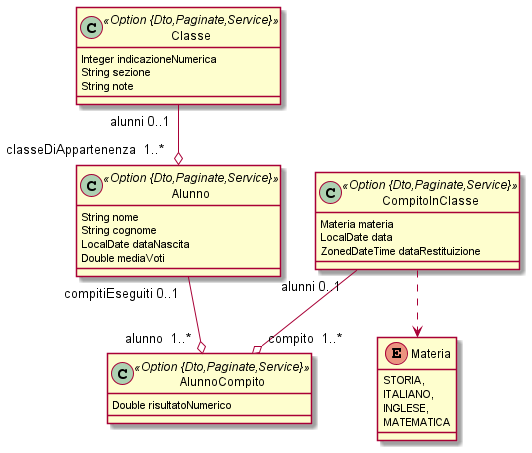 C «Option {Dto,Paginate,Service}»
Classe
Integer indicazioneNumerica
String sezione
String note
alunni 0..1
classeDiAppartenenza 1..*
C «Option {Dto,Paginate,Service}»
Alunno
String nome
String cognome
LocalDate dataNascita
Double mediaVoti
C «Option {Dto,Paginate,Service}»
CompitoInClasse
Materia materia
LocalDate data
ZonedDateTime dataRestituizione
compitiEseguiti 0..1
alunni 0..1
alunno 1..*
compito 1..*
C «Option {Dto,Paginate,Service}»
AlunnoCompito
Double risultatoNumerico
E Materia
STORIA,
ITALIANO,
INGLESE,
MATEMATICA